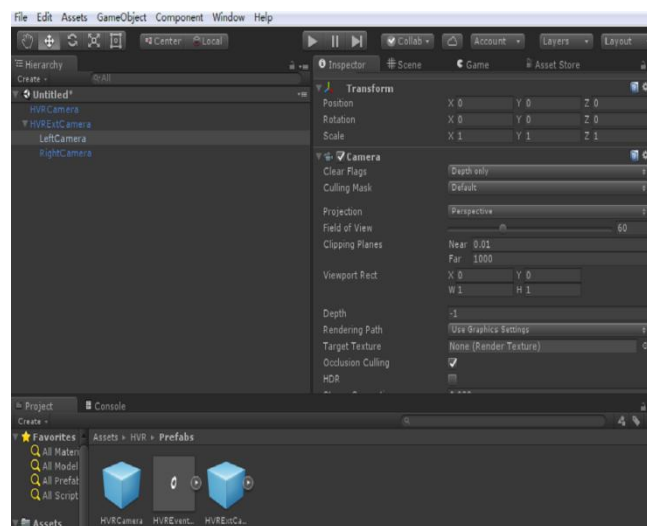 File Edit Assets GameObject Component Window Help
Center Local Collab Account Layers Layout
Hierarchy
Create All
Untitled*
HVRCamera
HVRExtCamera
LeftCamera
RightCamera
Inspector Scene Game Asset Store
Transform
Position X 0 Y 0 Z 0
Rotation X 0 Y 0 Z 0
Scale X 1 Y 1 Z 1
Camera
Clear Flags Depth only
Culling Mask Default
Projection Perspective
Field of View 60
Clipping Planes Near 0.01
Far 1000
Viewport Rect X 0 Y 0
W 1 H 1
Depth -1
Rendering Path Use Graphics Settings
Target Texture None (Render Texture)
Occlusion Culling
HDR
Project Console
Create
Favorites
All Materi
All Model
All Prefab
All Script
Assets
Assets HVR Prefabs
HVRCamera HVREvent... HVRExtCa...